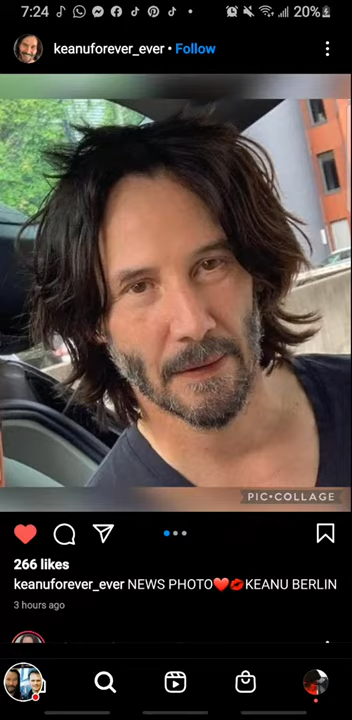 7:24
20%
keanuforever_ever • Follow
PIC•COLLAGE
266 likes
keanuforever_ever NEWS PHOTO❤️💋KEANU BERLIN
3 hours ago